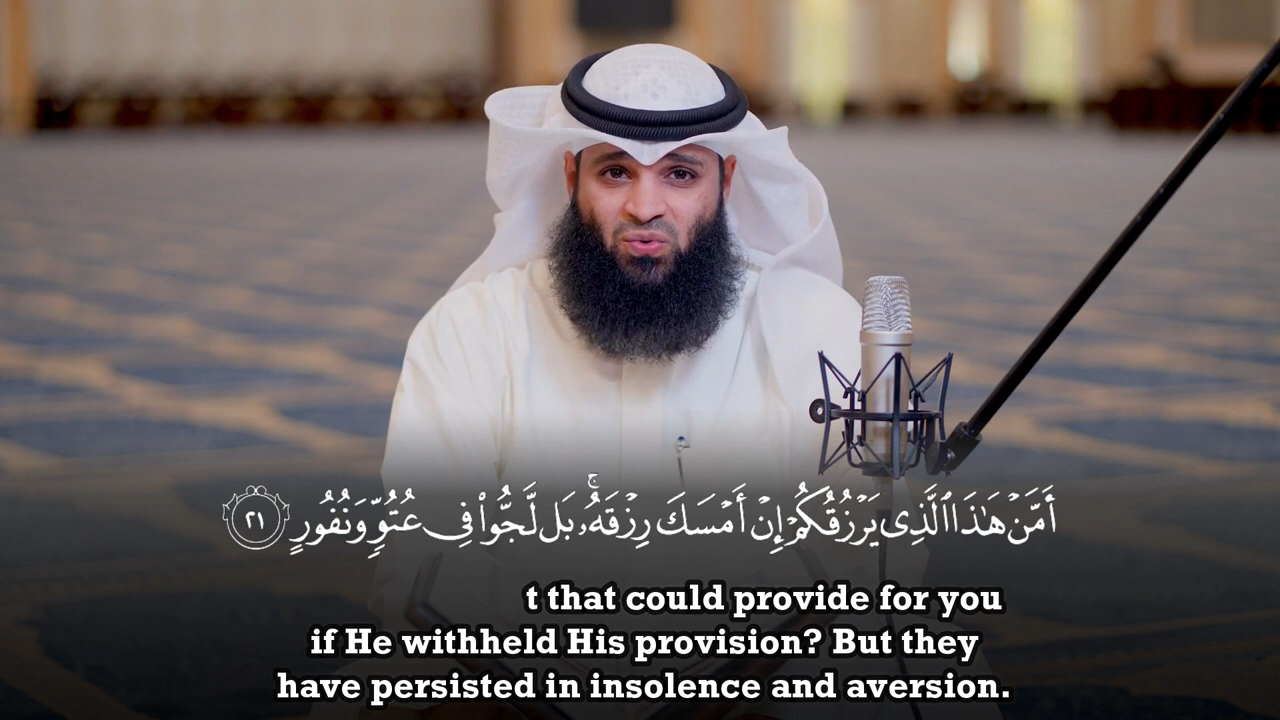 أَمَّنْ هَٰذَا ٱلَّذِى يَرْزُقُكُمْ إِنْ أَمْسَكَ رِزْقَهُۥ ۚ بَل لَّجُّوا۟ فِى عُتُوٍّ وَنُفُورٍ ٢١
t that could provide for you
if He withheld His provision? But they
have persisted in insolence and aversion.